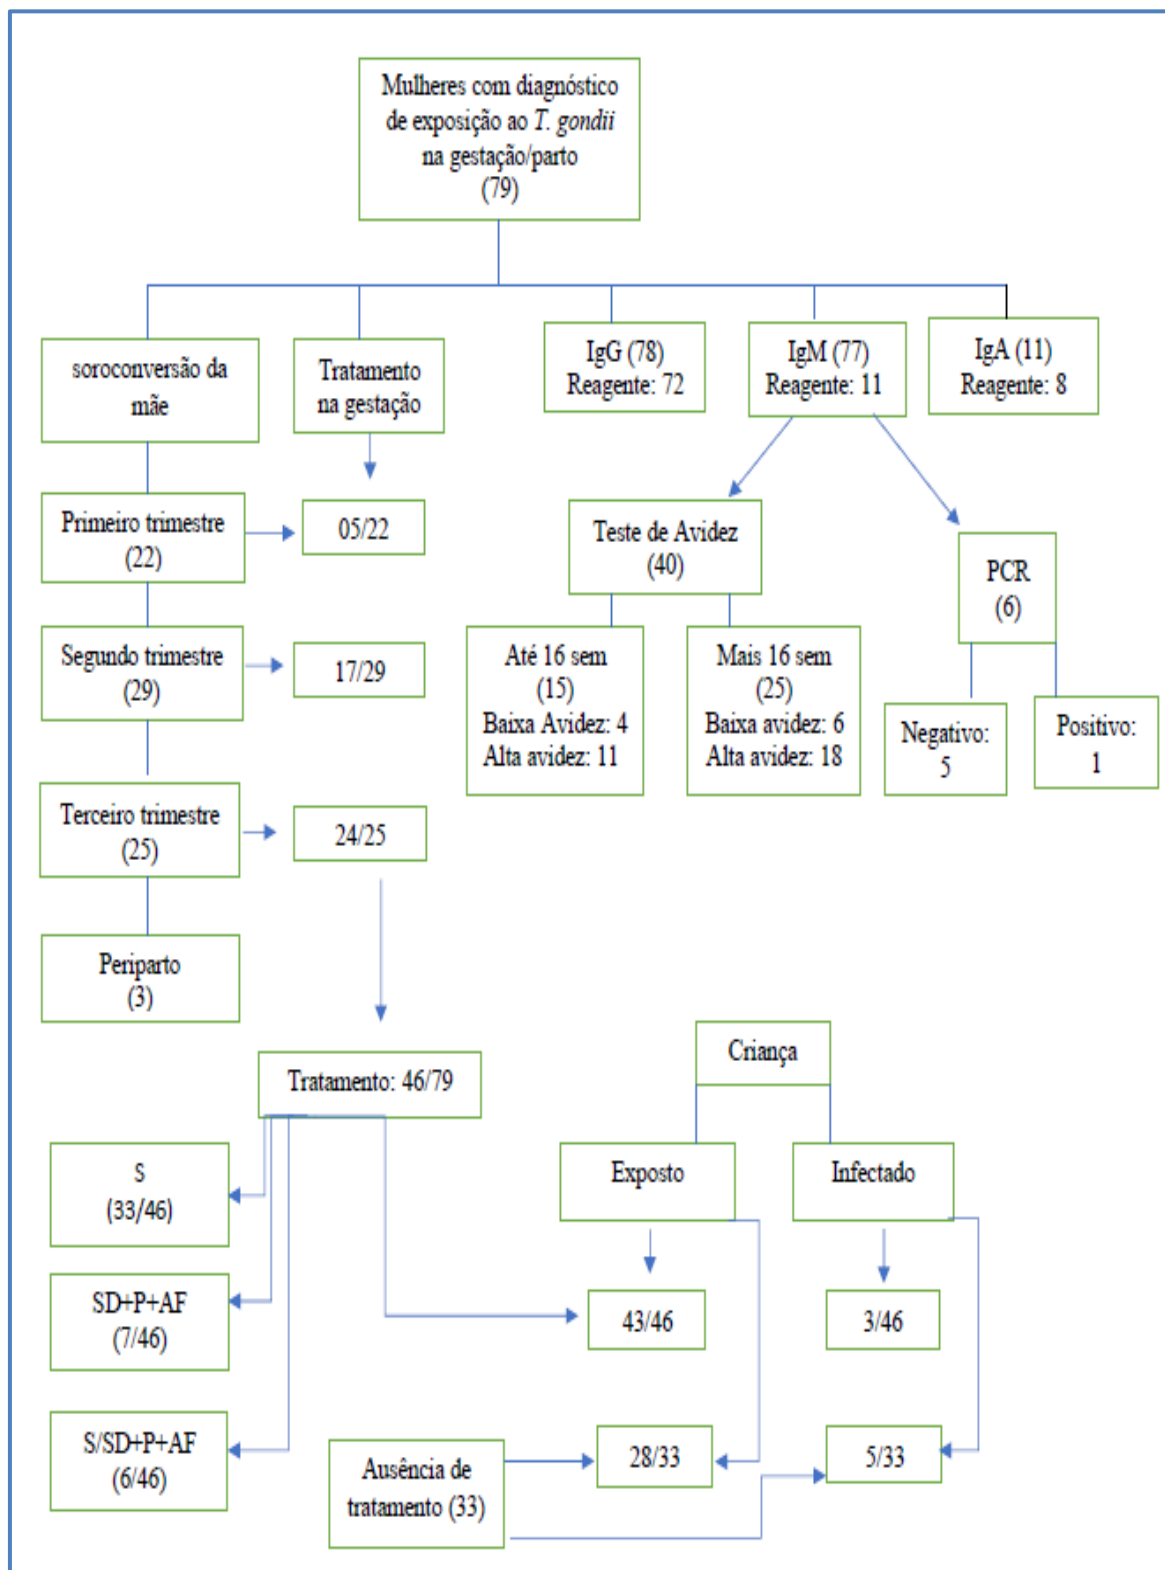 Mulheres com diagnóstico
de exposição ao T. gondii
na gestação/parto
(79)
soroconversão da
mãe
Tratamento
na gestação
IgG (78)
Reagente: 72
IgM (77)
Reagente: 11
IgA (11)
Reagente: 8
Primeiro trimestre
(22)
05/22
Teste de Avidez
(40)
PCR
(6)
Segundo trimestre
(29)
17/29
Até 16 sem
(15)
Baixa Avidez: 4
Alta avidez: 11
Mais 16 sem
(25)
Baixa avidez: 6
Alta avidez: 18
Negativo:
5
Positivo:
1
Terceiro trimestre
(25)
24/25
Periparto
(3)
Tratamento: 46/79
Criança
S
(33/46)
Exposto
Infectado
SD+P+AF
(7/46)
43/46
3/46
S/SD+P+AF
(6/46)
Ausência de
tratamento (33)
28/33
5/33